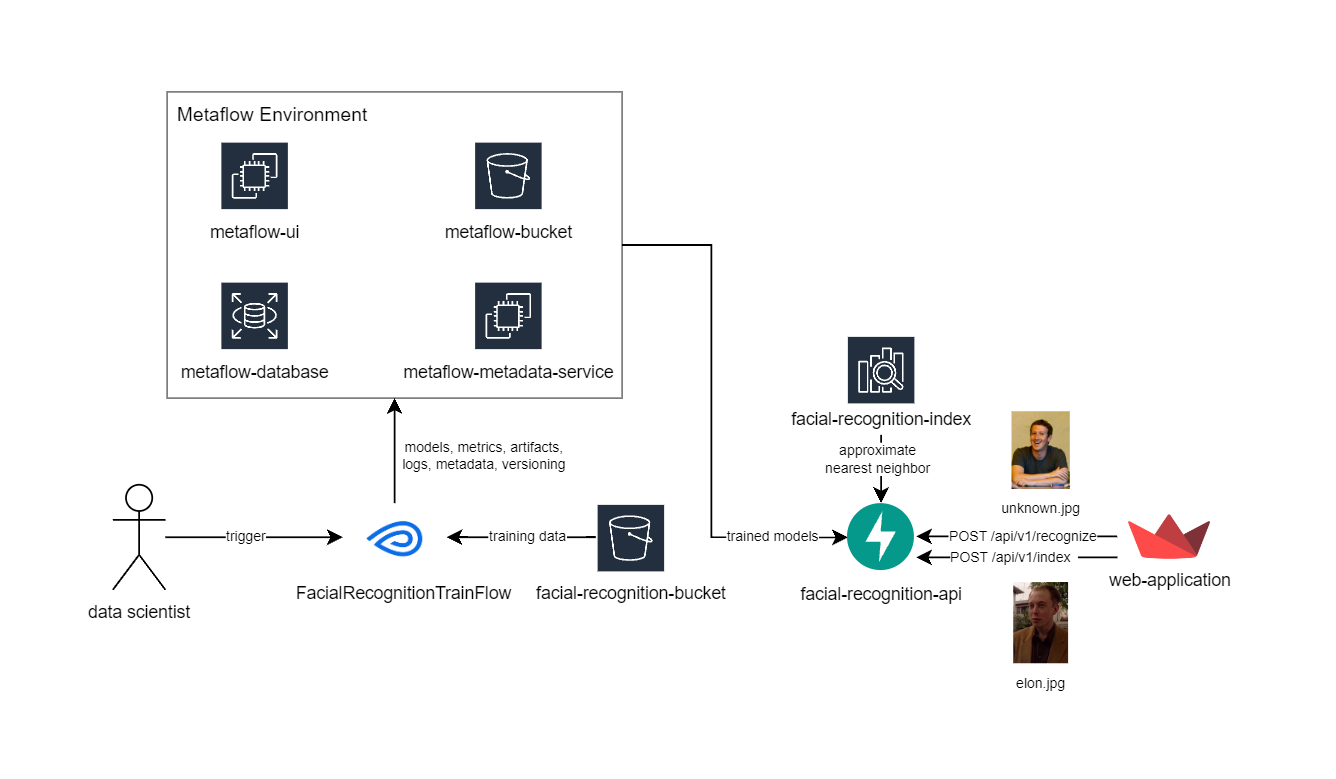 Metaflow Environment
metaflow-ui
metaflow-bucket
metaflow-database
metaflow-metadata-service
models, metrics, artifacts,
logs, metadata, versioning
facial-recognition-index
approximate
nearest neighbor
unknown.jpg
trigger
training data
trained models
POST /api/v1/recognize
POST /api/v1/index
data scientist
FacialRecognitionTrainFlow
facial-recognition-bucket
facial-recognition-api
web-application
elon.jpg